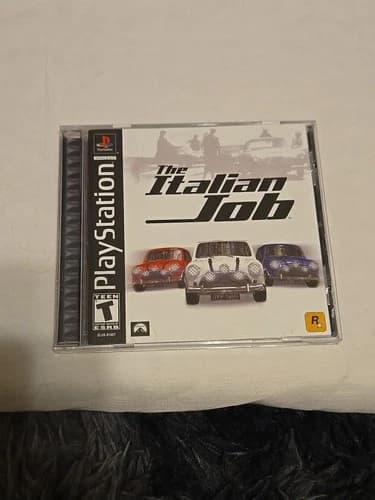 PlayStation
The
Italian
Job
TEEN
T
ESRB
R